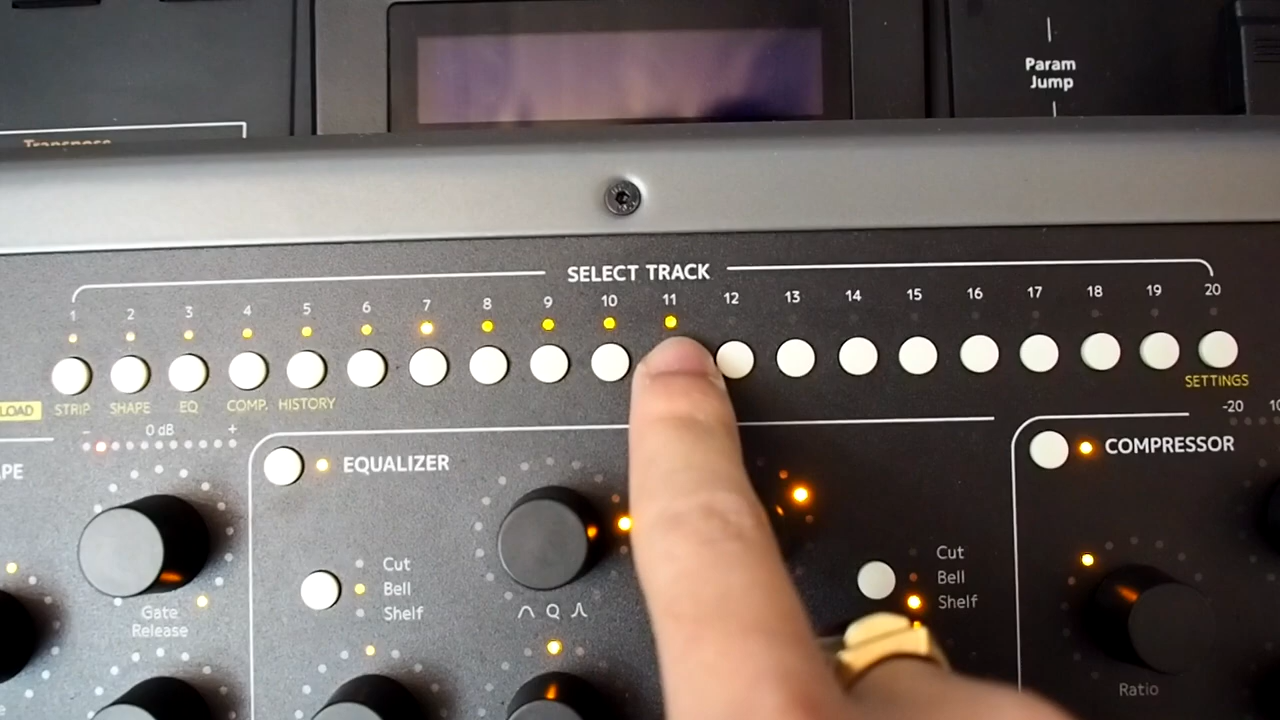 Param
Jump
Transpose
SELECT TRACK
1 2 3 4 5 6 7 8 9 10 11 12 13 14 15 16 17 18 19 20
LOAD STRIP SHAPE EQ COMP. HISTORY SETTINGS
- 0 dB + -20
EQUALIZER COMPRESSOR
Cut
Bell
Shelf
Cut
Bell
Shelf
Gate
Release
Q
Ratio